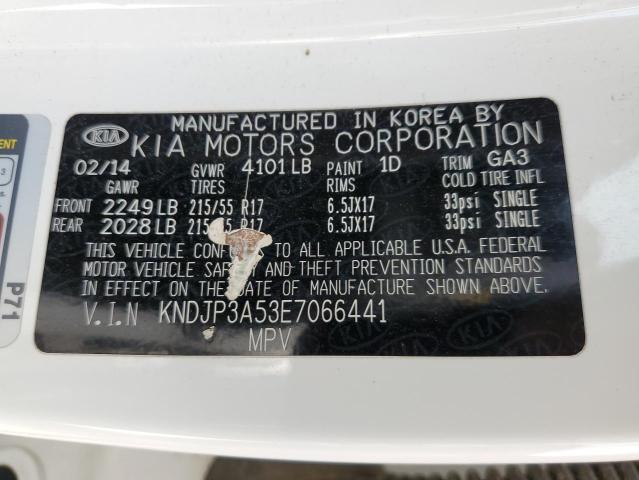 MANUFACTURED IN KOREA BY
KIA KIA MOTORS CORPORATION
02/14 GVWR 4101 LB PAINT 1D TRIM GA3
GAWR TIRES RIMS COLD TIRE INFL
FRONT 2249 LB 215/55 R17 6.5JX17 33psi SINGLE
REAR 2028 LB R17 6.5JX17 33psi SINGLE
THIS VEHICLE TO ALL APPLICABLE U.S.A. FEDERAL
MOTOR VEHICLE AND THEFT PREVENTION STANDARDS
IN EFFECT ON THE DATE OF MANUFACTURE SHOWN ABOVE.
V.I.N KNDJP3A53E7066441
MPV
P71